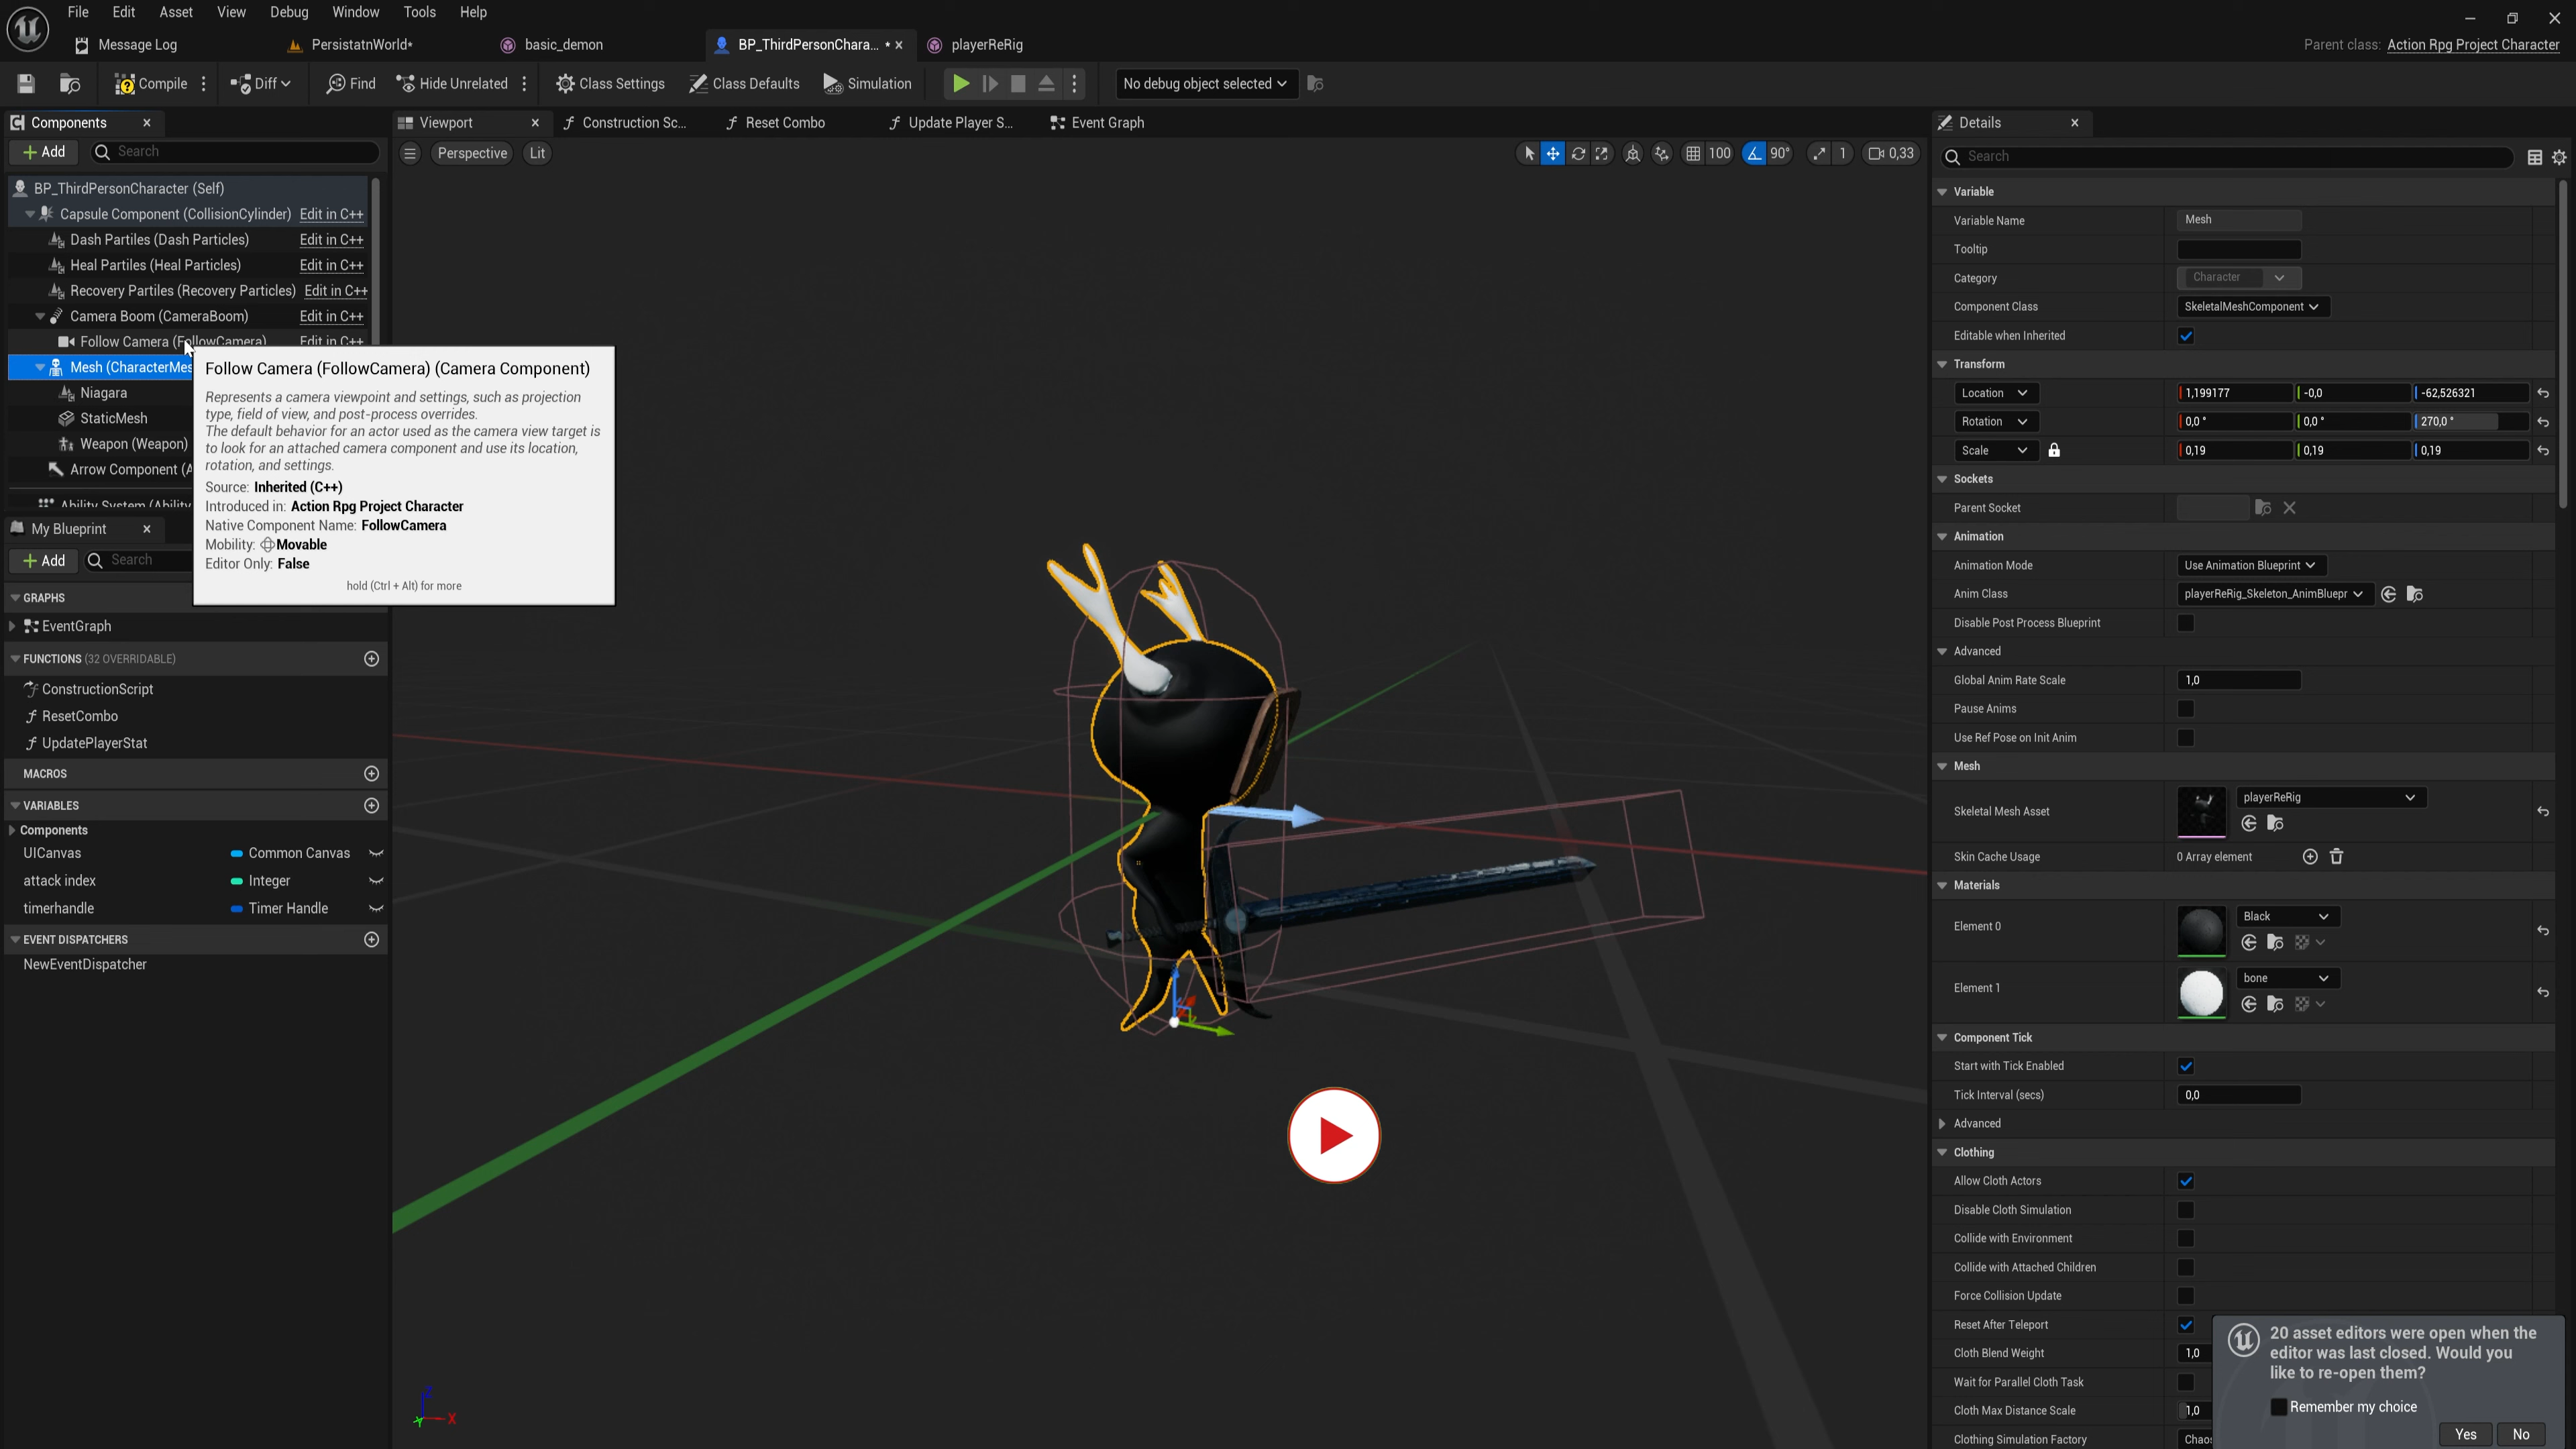 File Edit Asset View Debug Window Tools Help
Message Log
PersistatnWorld*
basic_demon
BP_ThirdPersonChara... *
playerReRig
Parent class: Action Rpg Project Character
Compile
Diff
Find
Hide Unrelated
Class Settings
Class Defaults
Simulation
No debug object selected
Components
Add
Search
BP_ThirdPersonCharacter (Self)
Capsule Component (CollisionCylinder) Edit in C++
Dash Partiles (Dash Particles) Edit in C++
Heal Partiles (Heal Particles) Edit in C++
Recovery Partiles (Recovery Particles) Edit in C++
Camera Boom (CameraBoom) Edit in C++
Follow Camera (FollowCamera) Edit in C++
Mesh (CharacterMes
Niagara
StaticMesh
Weapon (Weapon)
Arrow Component (A
Ability System (Ability
Follow Camera (FollowCamera) (Camera Component)
Represents a camera viewpoint and settings, such as projection
type, field of view, and post-process overrides.
The default behavior for an actor used as the camera view target is
to look for an attached camera component and use its location,
rotation, and settings.
Source: Inherited (C++)
Introduced in: Action Rpg Project Character
Native Component Name: FollowCamera
Mobility: Movable
Editor Only: False
hold (Ctrl + Alt) for more
My Blueprint
Add
Search
GRAPHS
EventGraph
FUNCTIONS (32 OVERRIDABLE)
ConstructionScript
ResetCombo
UpdatePlayerStat
MACROS
VARIABLES
Components
UICanvas Common Canvas
attack index Integer
timerhandle Timer Handle
EVENT DISPATCHERS
NewEventDispatcher
Viewport
Construction Sc...
Reset Combo
Update Player S...
Event Graph
Perspective
Lit
100
90°
1
0,33
Z
X
Y
Details
Search
Variable
Variable Name Mesh
Tooltip
Category Character
Component Class SkeletalMeshComponent
Editable when Inherited
Transform
Location 1,199177 -0,0 -62,526321
Rotation 0,0 ° 0,0 ° 270,0 °
Scale 0,19 0,19 0,19
Sockets
Parent Socket
Animation
Animation Mode Use Animation Blueprint
Anim Class playerReRig_Skeleton_AnimBluepr
Disable Post Process Blueprint
Advanced
Global Anim Rate Scale 1,0
Pause Anims
Use Ref Pose on Init Anim
Mesh
Skeletal Mesh Asset playerReRig
Skin Cache Usage 0 Array element
Materials
Element 0 Black
Element 1 bone
Component Tick
Start with Tick Enabled
Tick Interval (secs) 0,0
Advanced
Clothing
Allow Cloth Actors
Disable Cloth Simulation
Collide with Environment
Collide with Attached Children
Force Collision Update
Reset After Teleport
Cloth Blend Weight 1,0
Wait for Parallel Cloth Task
Cloth Max Distance Scale 1,0
Clothing Simulation Factory Chao
20 asset editors were open when the
editor was last closed. Would you
like to re-open them?
Remember my choice
Yes No